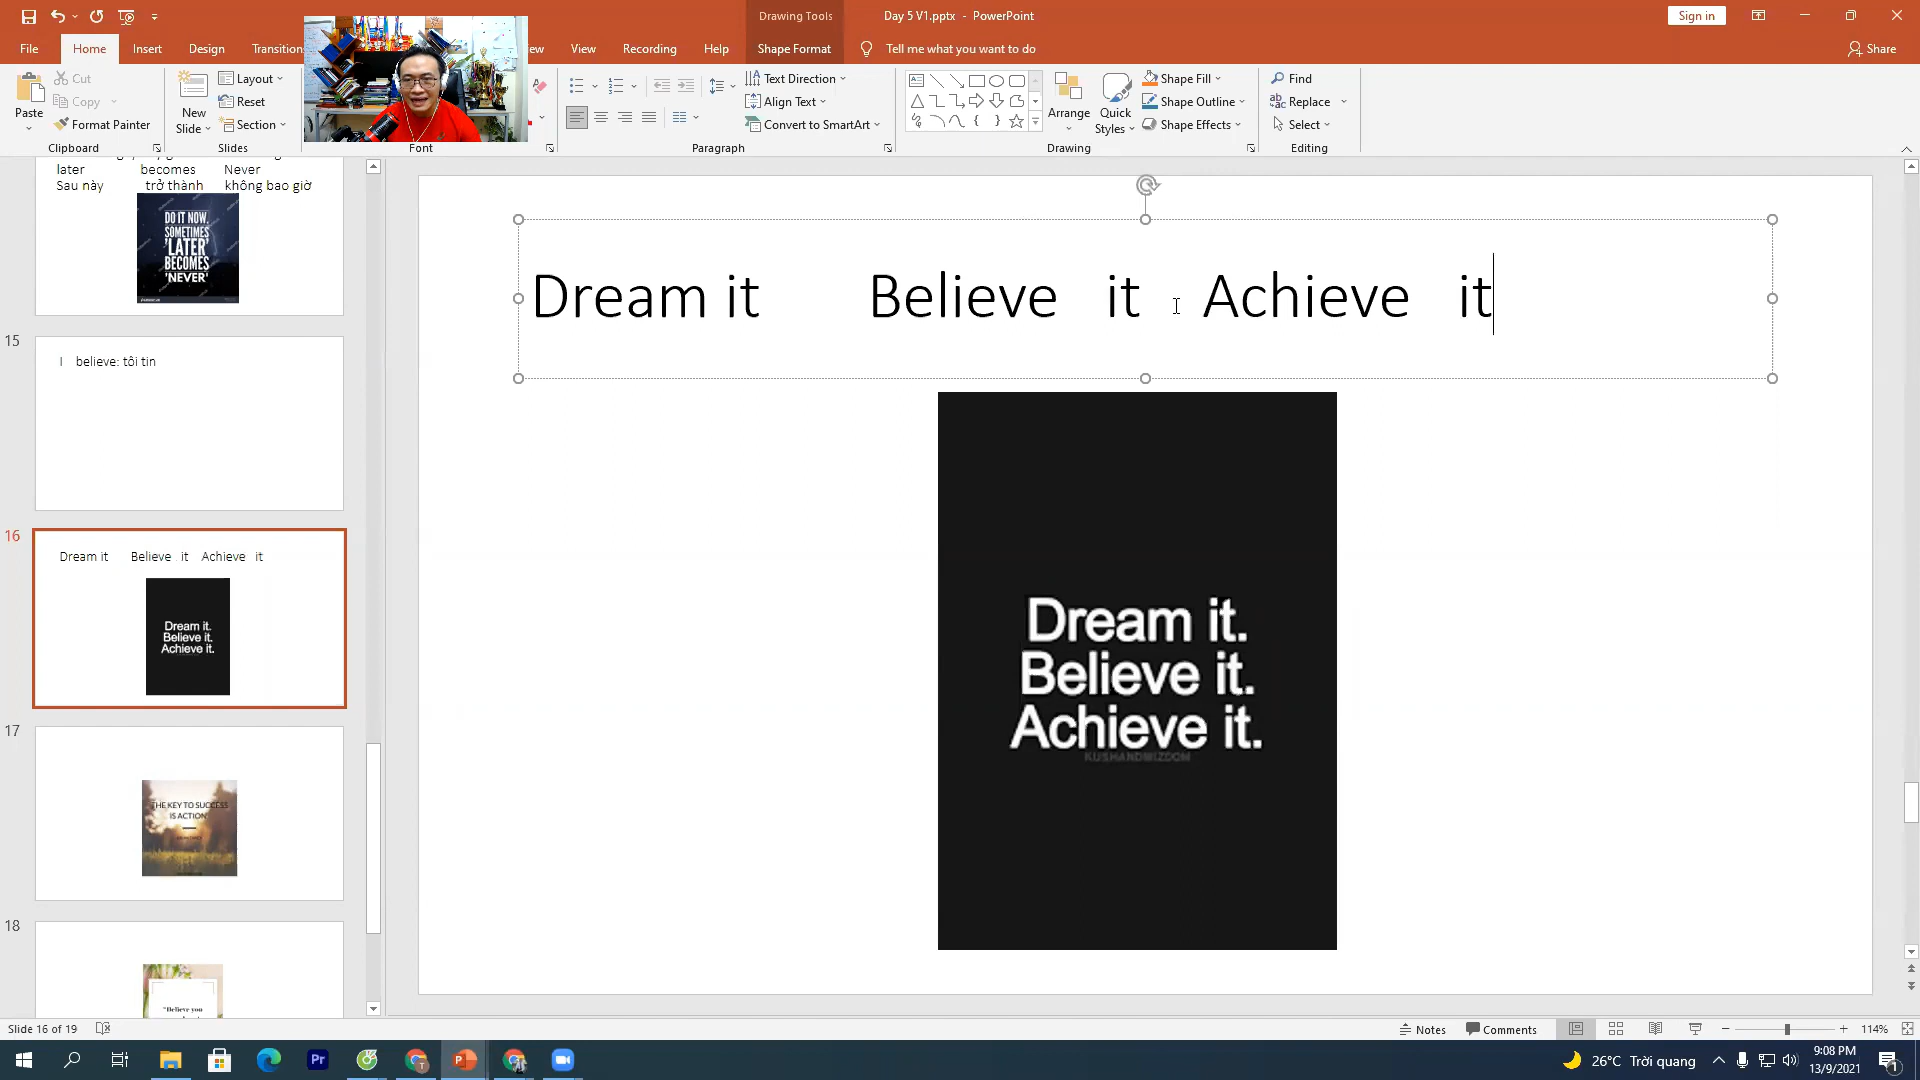 Drawing Tools
Day 5 V1.pptx - PowerPoint
Sign in
File
Home
Insert
Design
Transition
View
Recording
Help
Shape Format
Tell me what you want to do
Share
Paste
Cut
Copy
Format Painter
Clipboard
New
Slide
Layout
Reset
Section
Slides
Font
Text Direction
Align Text
Convert to SmartArt
Paragraph
Arrange
Quick
Styles
Shape Fill
Shape Outline
Shape Effects
Drawing
Find
Replace
Select
Editing
later becomes Never
Sau này trở thành không bao giờ
DO IT NOW.
SOMETIMES
'LATER'
BECOMES
'NEVER'
15
I believe: tôi tin
16
Dream it Believe it Achieve it
Dream it.
Believe it.
Achieve it.
17
THE KEY TO SUCCESS
IS ACTION
18
"Believe you
Dream it Believe it Achieve it
Dream it.
Believe it.
Achieve it.
KUSHANDWIZDOM
Slide 16 of 19
Notes
Comments
114%
Pr
26°C Trời quang
9:08 PM
13/9/2021
1